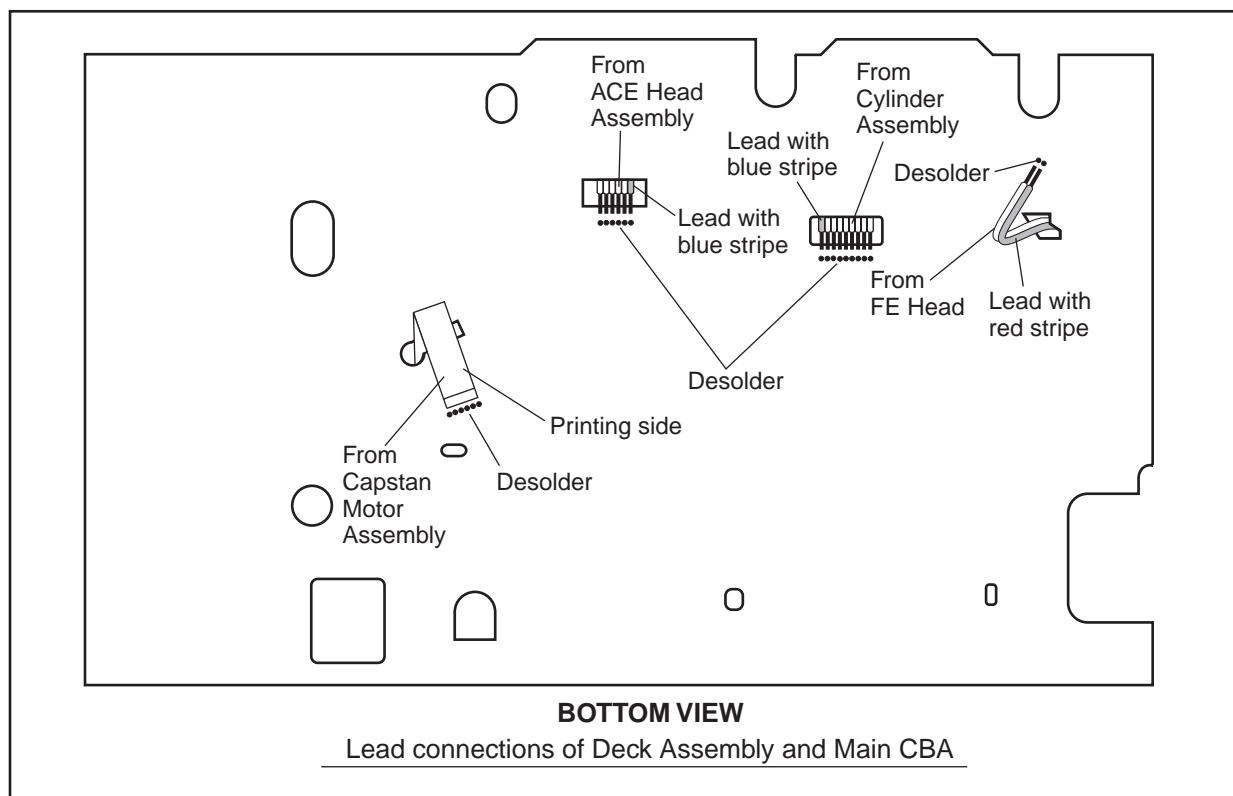 From
ACE Head
Assembly
Lead with
blue stripe
From
Cylinder
Assembly
Lead with
blue stripe
Desolder
From
FE Head
Lead with
red stripe
Desolder
Printing side
From
Capstan
Motor
Assembly
Desolder
BOTTOM VIEW
Lead connections of Deck Assembly and Main CBA